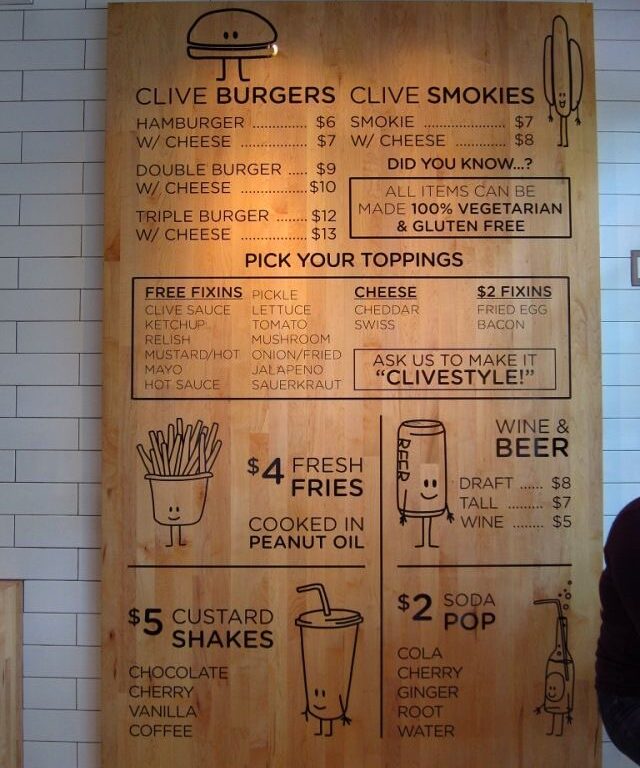 CLIVE BURGERS
HAMBURGER ............ $6
W/ CHEESE ............... $7
DOUBLE BURGER ..... $9
W/ CHEESE ............... $10
TRIPLE BURGER ....... $12
W/ CHEESE ............... $13
CLIVE SMOKIES
SMOKIE ........................ $7
W/ CHEESE .................. $8
DID YOU KNOW...?
ALL ITEMS CAN BE
MADE 100% VEGETARIAN
& GLUTEN FREE
PICK YOUR TOPPINGS
FREE FIXINS
CLIVE SAUCE
KETCHUP
RELISH
MUSTARD/HOT
MAYO
HOT SAUCE
PICKLE
LETTUCE
TOMATO
MUSHROOM
ONION/FRIED
JALAPENO
SAUERKRAUT
CHEESE
CHEDDAR
SWISS
$2 FIXINS
FRIED EGG
BACON
ASK US TO MAKE IT
"CLIVESTYLE!"
$4 FRESH
FRIES
COOKED IN
PEANUT OIL
BEER
WINE &
BEER
DRAFT ...... $8
TALL ......... $7
WINE ........ $5
$5 CUSTARD
SHAKES
CHOCOLATE
CHERRY
VANILLA
COFFEE
$2 SODA
POP
COLA
CHERRY
GINGER
ROOT
WATER